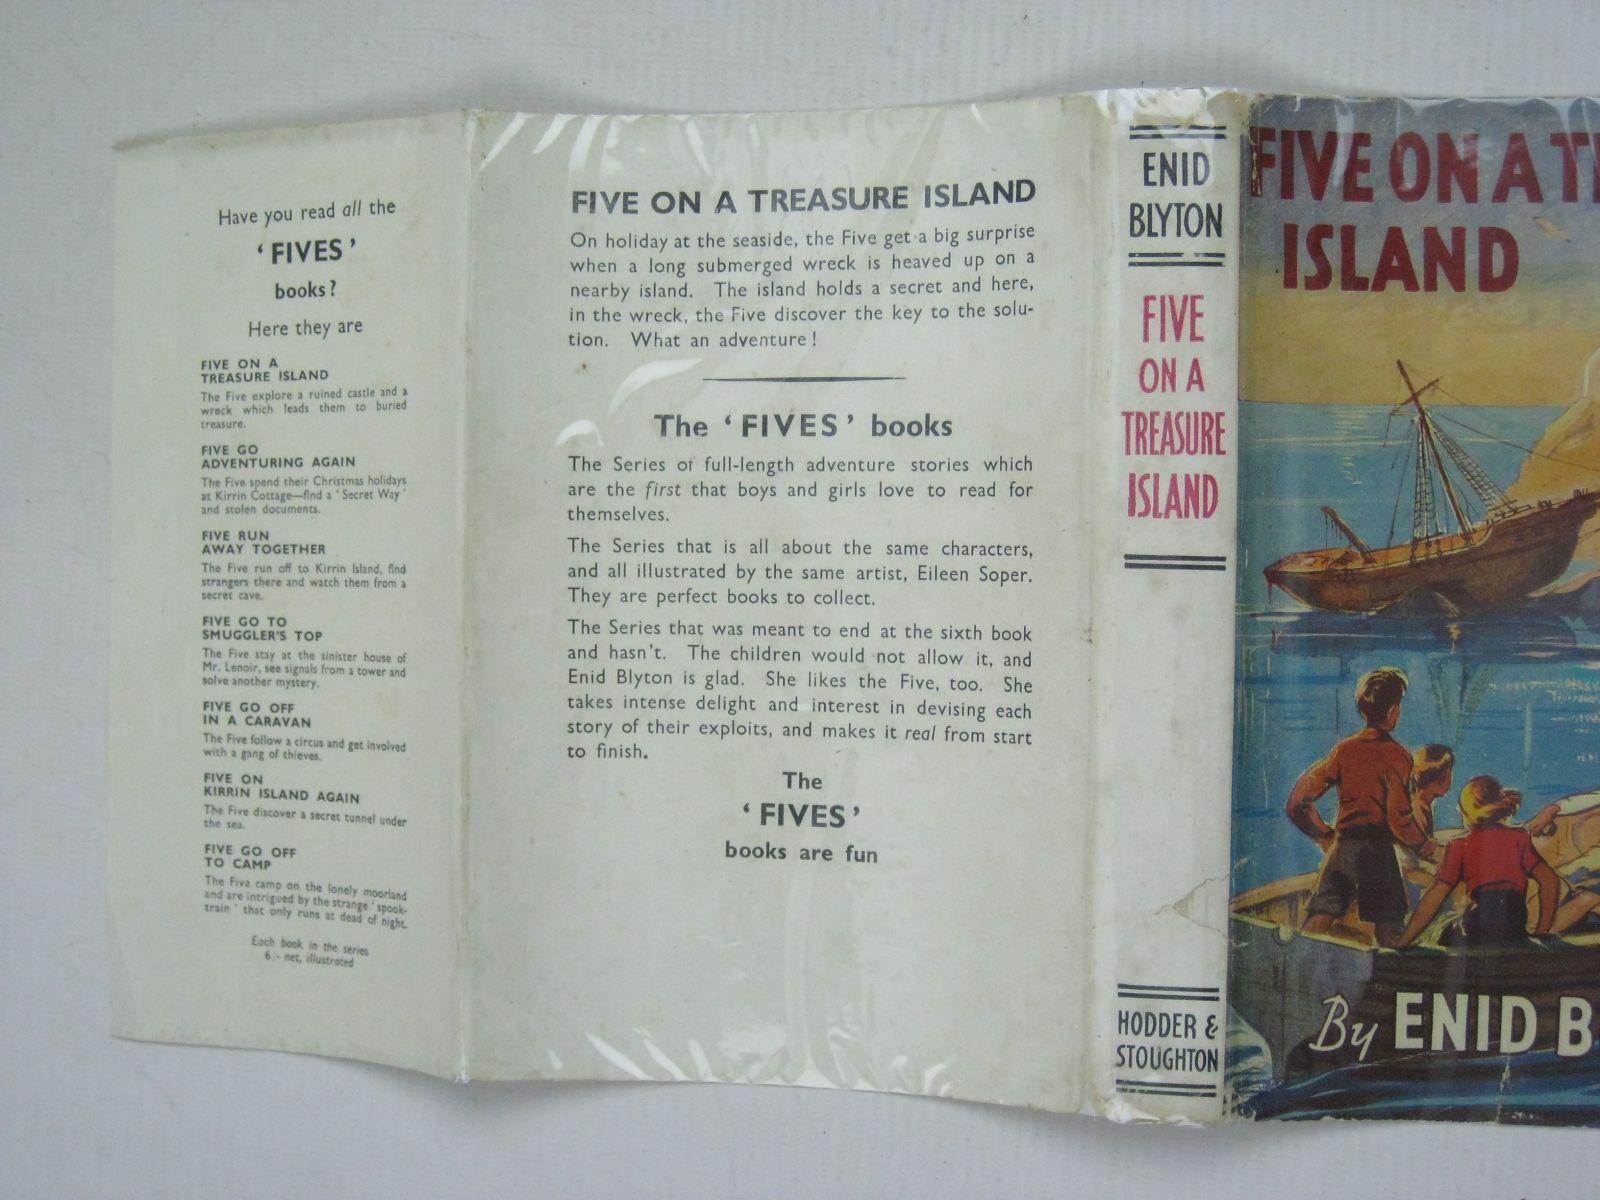 Have you read all the
‘FIVES’
books?
Here they are
FIVE ON A
TREASURE ISLAND
The Five explore a ruined castle and a
wreck which leads them to buried
treasure.
FIVE GO
ADVENTURING AGAIN
The Five spend their Christmas holidays
at Kirrin Cottage—find a ‘Secret Way’
and stolen documents.
FIVE RUN
AWAY TOGETHER
The Five run off to Kirrin Island, find
strangers there and watch them from a
secret cave.
FIVE GO TO
SMUGGLER'S TOP
The Five stay at the sinister house of
Mr. Lenoir, see signals from a tower and
solve another mystery.
FIVE GO OFF
IN A CARAVAN
The Five follow a circus and get involved
with a gang of thieves.
FIVE ON
KIRRIN ISLAND AGAIN
The Five discover a secret tunnel under
the sea.
FIVE GO OFF
TO CAMP
The Five camp on the lonely moorland
and are intrigued by the strange ‘spook-
train’ that only runs at dead of night.
Each book in the series
6/- net, illustrated
FIVE ON A TREASURE ISLAND
On holiday at the seaside, the Five get a big surprise
when a long submerged wreck is heaved up on a
nearby island. The island holds a secret and here,
in the wreck, the Five discover the key to the solu-
tion. What an adventure!
The ‘FIVES’ books
The Series of full-length adventure stories which
are the first that boys and girls love to read for
themselves.
The Series that is all about the same characters,
and all illustrated by the same artist, Eileen Soper.
They are perfect books to collect.
The Series that was meant to end at the sixth book
and hasn't. The children would not allow it, and
Enid Blyton is glad. She likes the Five, too. She
takes intense delight and interest in devising each
story of their exploits, and makes it real from start
to finish.
The
‘FIVES’
books are fun
ENID
BLYTON
FIVE
ON A
TREASURE
ISLAND
HODDER &
STOUGHTON
FIVE ON A T
ISLAND
By ENID B